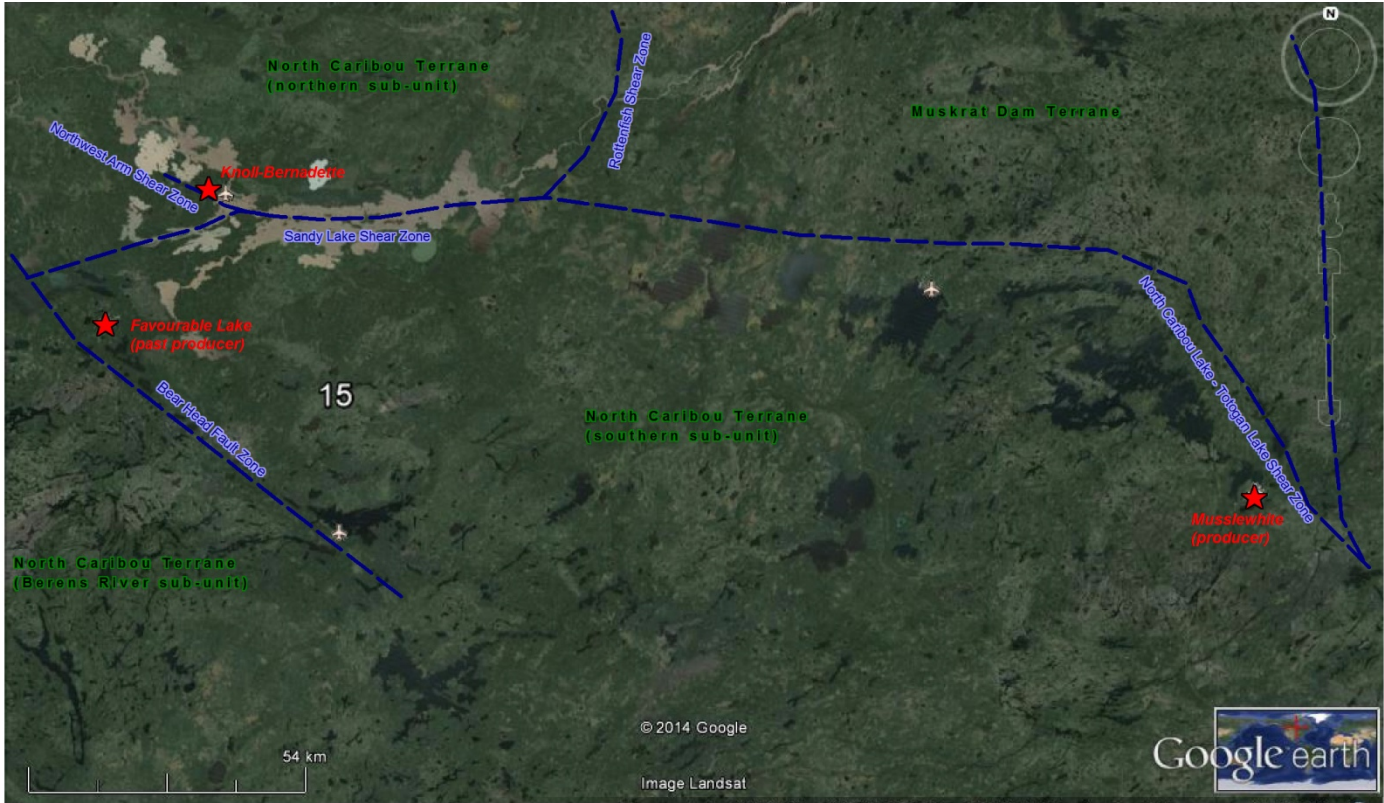 N
North Caribou Terrane
(northern sub-unit)
Rottenfish Shear Zone
Muskrat Dam Terrane
Northwest Arm Shear Zone
Knoll-Bernadette
Sandy Lake Shear Zone
North Caribou Lake - Totogan Lake Shear Zone
Favourable Lake
(past producer)
15
Bear Head Fault Zone
North Caribou Terrane
(southern sub-unit)
Musslewhite
(producer)
North Caribou Terrane
(Berens River sub-unit)
© 2014 Google
54 km
Image Landsat
Google earth